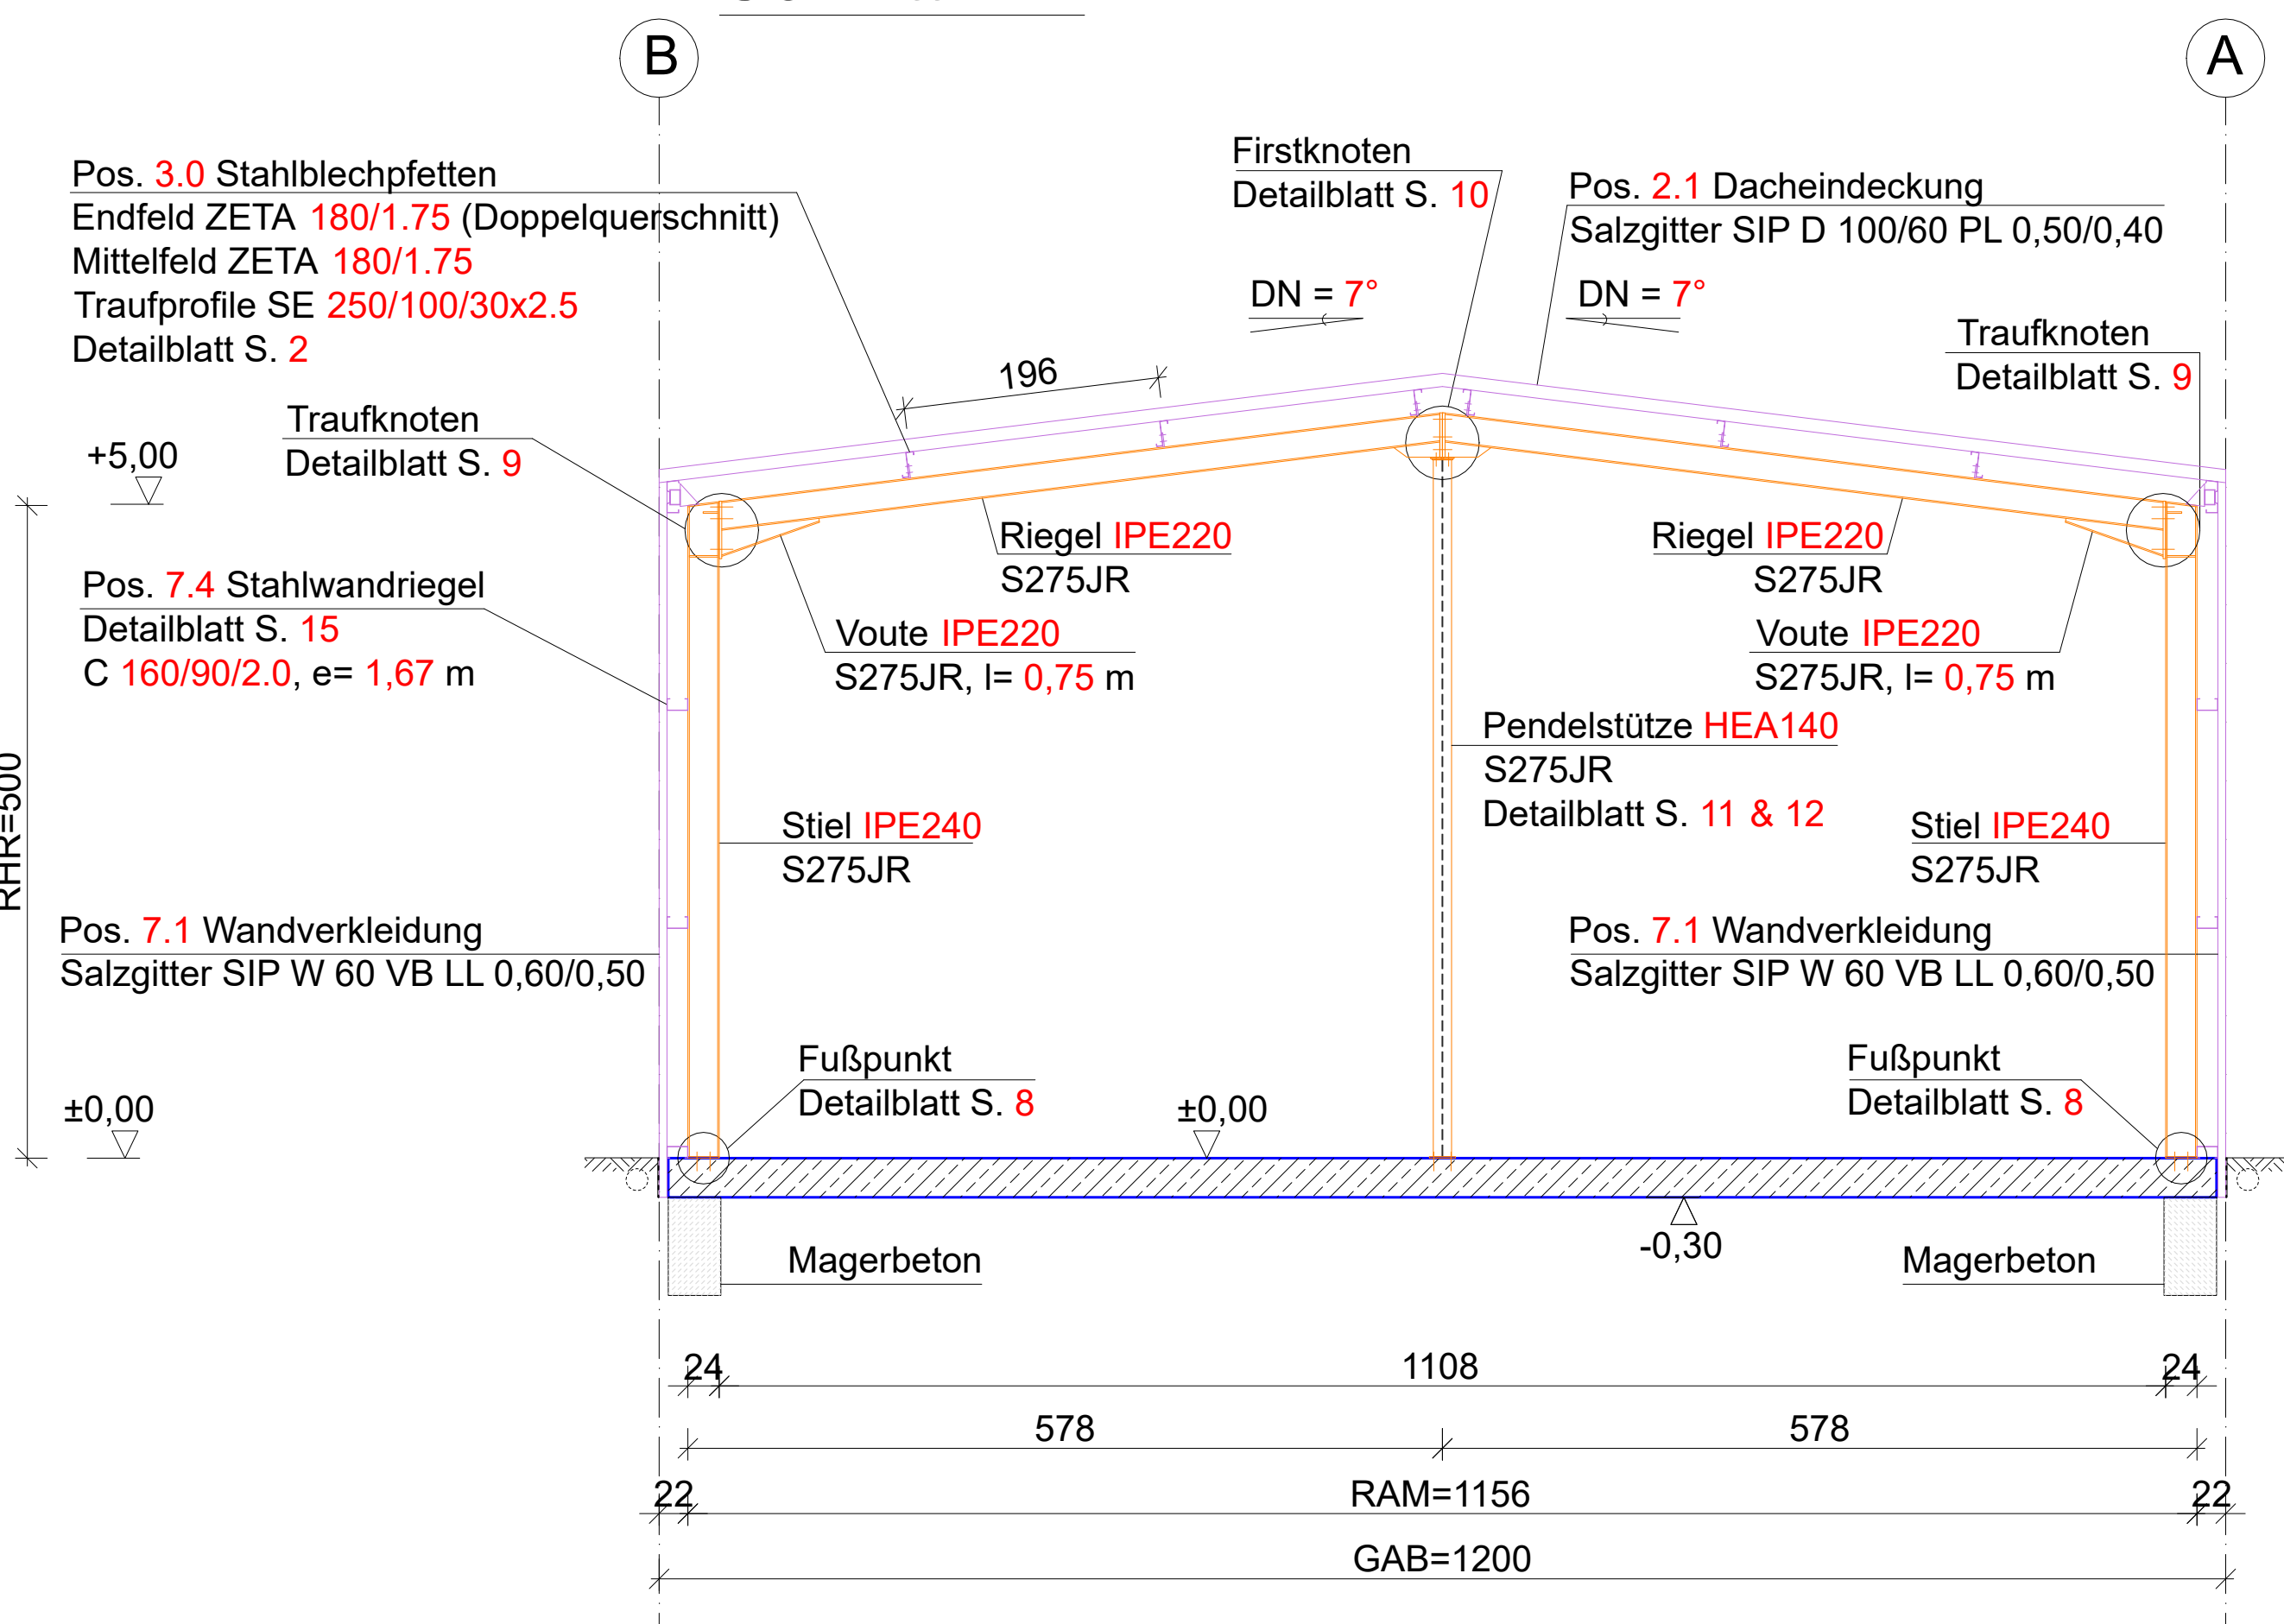 B
A
Pos. 3.0 Stahlblechpfetten
Endfeld ZETA 180/1.75 (Doppelquerschnitt)
Mittelfeld ZETA 180/1.75
Traufprofile SE 250/100/30x2.5
Detailblatt S. 2
Firstknoten
Detailblatt S. 10
Pos. 2.1 Dacheindeckung
Salzgitter SIP D 100/60 PL 0,50/0,40
DN = 7°
DN = 7°
Traufknoten
Detailblatt S. 9
196
Traufknoten
Detailblatt S. 9
+5,00
Riegel IPE220
S275JR
Riegel IPE220
S275JR
Pos. 7.4 Stahlwandriegel
Detailblatt S. 15
C 160/90/2.0, e= 1,67 m
Voute IPE220
S275JR, l= 0,75 m
Voute IPE220
S275JR, l= 0,75 m
Pendelstütze HEA140
S275JR
Detailblatt S. 11 & 12
RHR=500
Stiel IPE240
S275JR
Stiel IPE240
S275JR
Pos. 7.1 Wandverkleidung
Salzgitter SIP W 60 VB LL 0,60/0,50
Pos. 7.1 Wandverkleidung
Salzgitter SIP W 60 VB LL 0,60/0,50
Fußpunkt
Detailblatt S. 8
Fußpunkt
Detailblatt S. 8
±0,00
±0,00
-0,30
Magerbeton
Magerbeton
24
1108
24
578
578
22
RAM=1156
22
GAB=1200